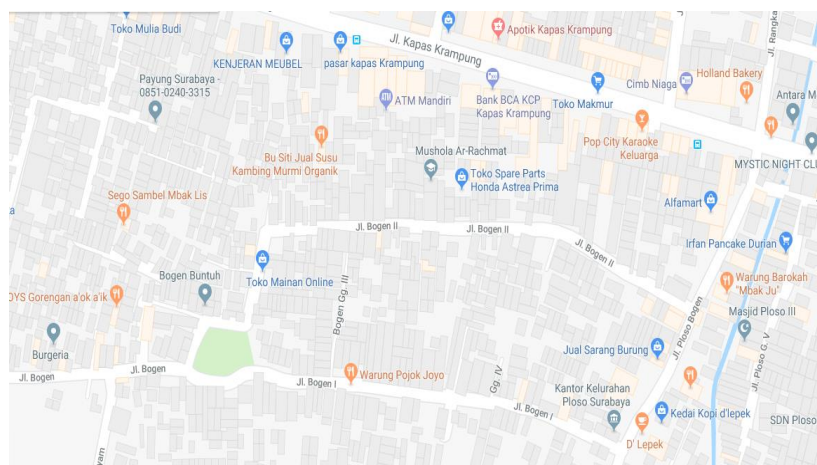 Toko Mulia Budi
KENJERAN MEUBEL
pasar kapas Krampung
Jl. Kapas Krampung
Apotik Kapas Krampung
Jl. Rangka
Payung Surabaya -
0851-0240-3315
ATM Mandiri
Bank BCA KCP
Kapas Krampung
Toko Makmur
Cimb Niaga
Holland Bakery
Antara M
Bu Siti Jual Susu
Kambing Murmi Organik
Mushola Ar-Rachmat
Pop City Karaoke
Keluarga
MYSTIC NIGHT CLI
Toko Spare Parts
Honda Astrea Prima
Sego Sambel Mbak Lis
Alfamart
ta
Jl. Bogen II
Jl. Bogen II
Jl. Bogen II
Irfan Pancake Durian
Bogen Buntuh
Toko Mainan Online
Bogen Gg. III
Warung Barokah
"Mbak Ju"
OYS Gorengan a'ok a'ik
Masjid Ploso III
Jl. Ploso Bogen
Jl. Ploso G. V
Burgeria
Jual Sarang Burung
Jl. Bogen
Jl. Bogen
Jl. Bogen I
Warung Pojok Joyo
Gg. IV
Kantor Kelurahan
Ploso Surabaya
Jl. Bogen I
Kedai Kopi d'lepek
SDN Ploso
D' Lepek